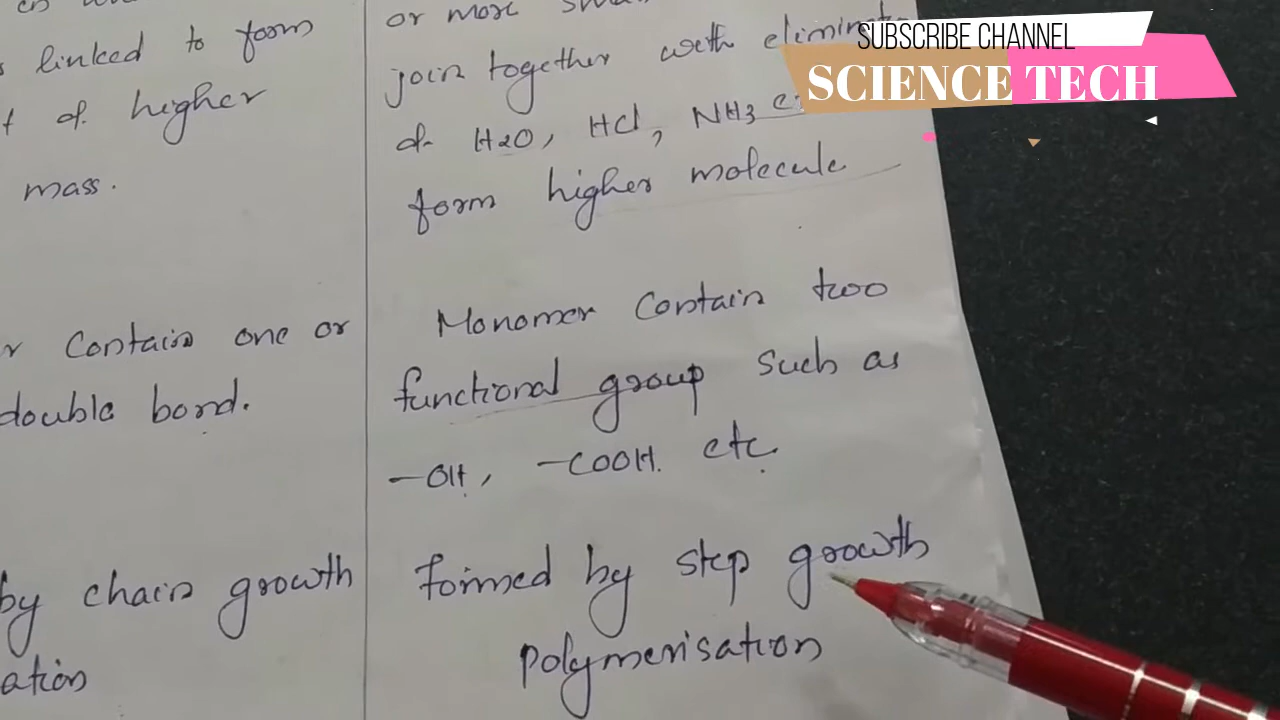 s linked to form
of higher
mass.
r contain one or
double bond.
by chain growth
ation
or more
join together with
of H2O, HCl, NH3
form higher molecule
Monomer contain two
functional group such as
-OH, -COOH. etc.
formed by step growth
polymerisation
SUBSCRIBE CHANNEL
SCIENCE TECH